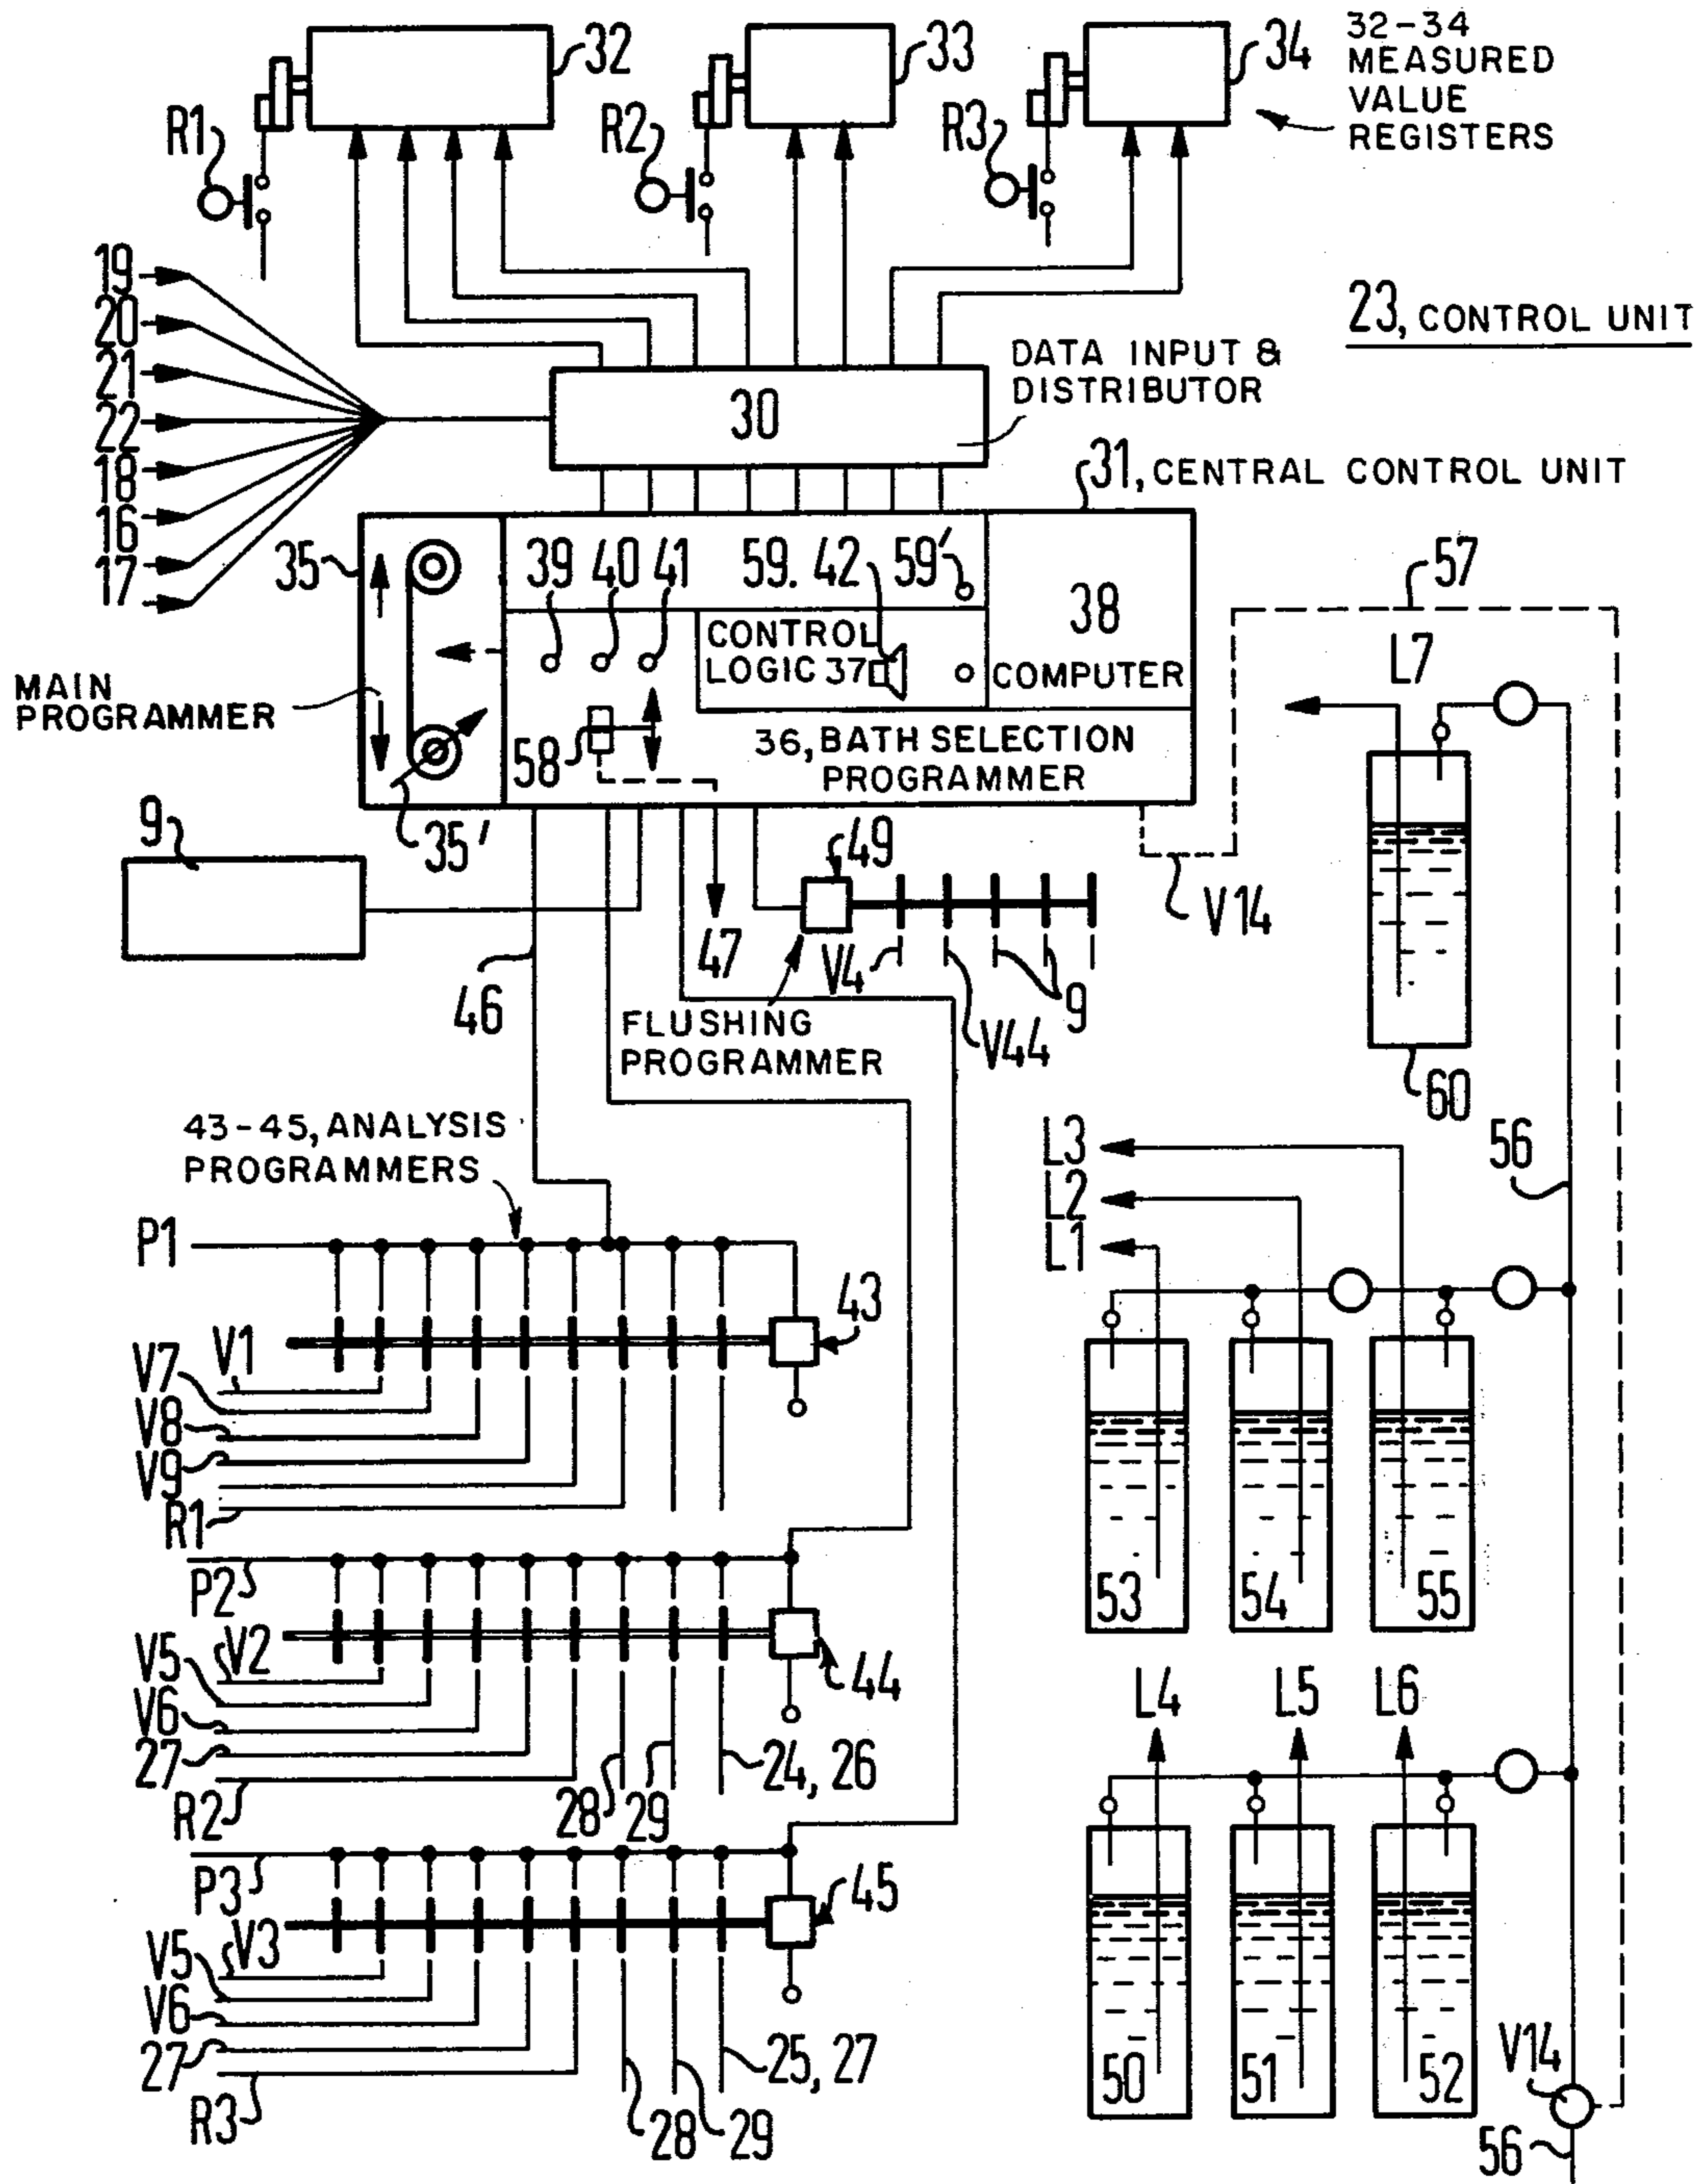 32
33
34
32-34
MEASURED
VALUE
REGISTERS
R1
R2
R3
19
20
21
22
18
16
17
23, CONTROL UNIT
DATA INPUT &
DISTRIBUTOR
30
31, CENTRAL CONTROL UNIT
35
39
40
41
59.
42
59'
38
COMPUTER
CONTROL
LOGIC 37
57
L7
MAIN
PROGRAMMER
58
36, BATH SELECTION
PROGRAMMER
35'
9
49
V14
47
V4
9
46
V44
FLUSHING
PROGRAMMER
60
43-45, ANALYSIS
PROGRAMMERS
L3
L2
L1
56
P1
43
V1
V7
V8
V9
R1
P2
53
54
55
44
V2
V5
V6
27
R2
28
29
24, 26
L4
L5
L6
P3
45
V3
V5
V6
27
R3
28
29
25, 27
50
51
52
V14
56